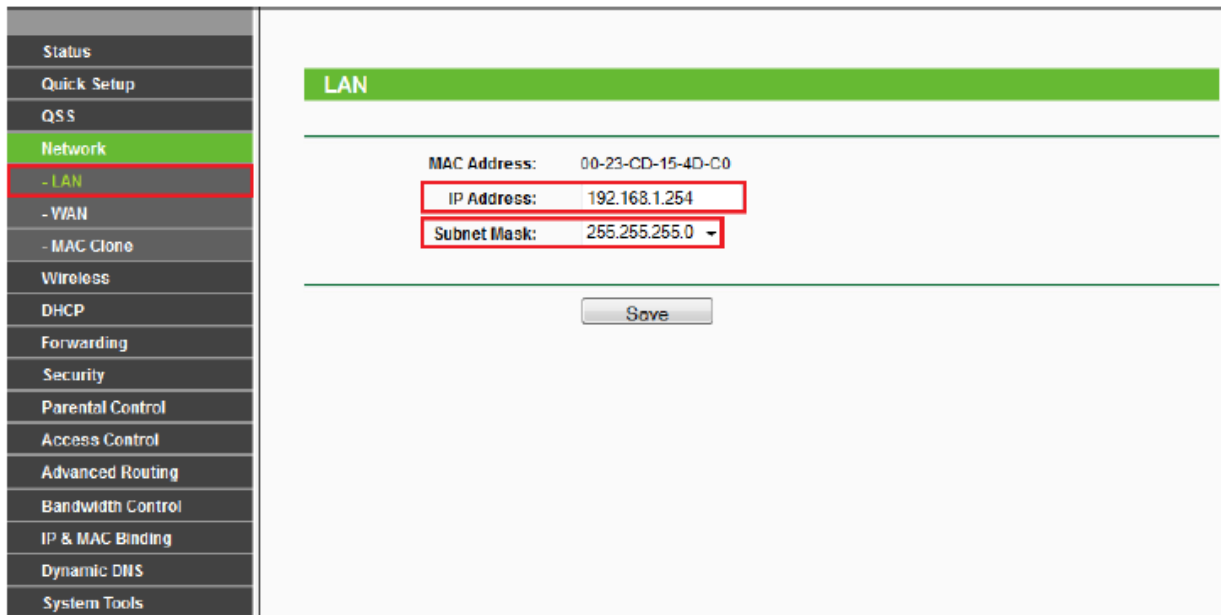 Status
Quick Setup
QSS
Network
- LAN
- WAN
- MAC Clone
Wireless
DHCP
Forwarding
Security
Parental Control
Access Control
Advanced Routing
Bandwidth Control
IP & MAC Binding
Dynamic DNS
System Tools
LAN
MAC Address: 00-23-CD-15-4D-C0
IP Address: 192.168.1.254
Subnet Mask: 255.255.255.0
Save